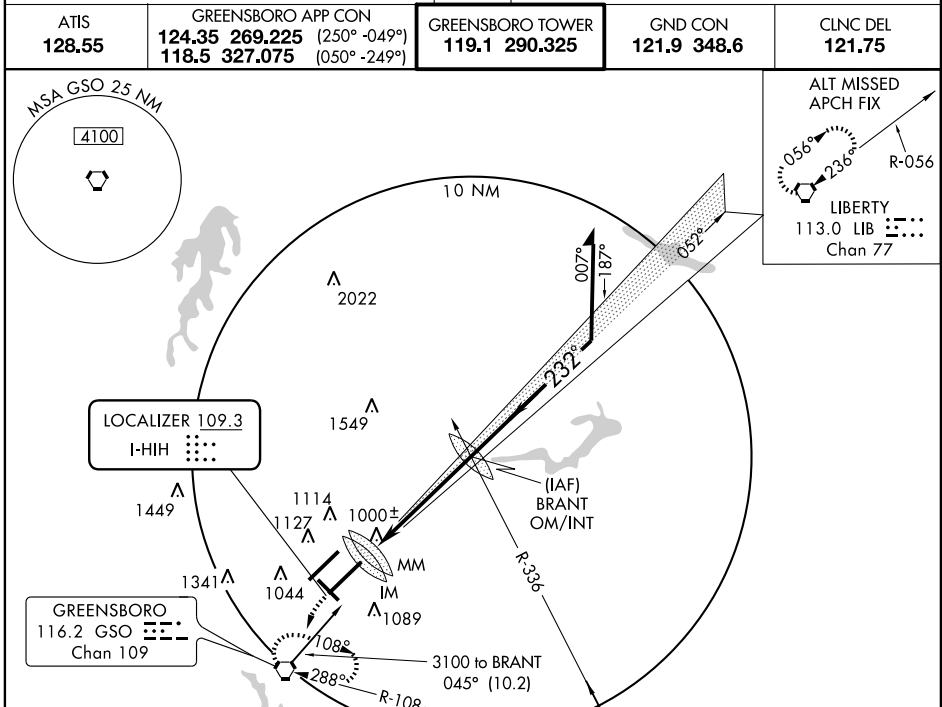 ATIS
128.55
GREENSBORO APP CON
124.35 269.225 (250° -049°)
118.5 327.075 (050° -249°)
GREENSBORO TOWER
119.1 290.325
GND CON
121.9 348.6
CLNC DEL
121.75
MSA GSO 25 NM
4100
ALT MISSED
APCH FIX
056°
236°
R-056
LIBERTY
113.0 LIB
Chan 77
10 NM
007°
187°
052°
2022
232°
1549
LOCALIZER 109.3
I-HIH
(IAF)
BRANT
OM/INT
1449
1114
1127
1000±
MM
IM
R-336
1341
1044
1089
GREENSBORO
116.2 GSO
Chan 109
108°
288°
R-108
3100 to BRANT
045° (10.2)